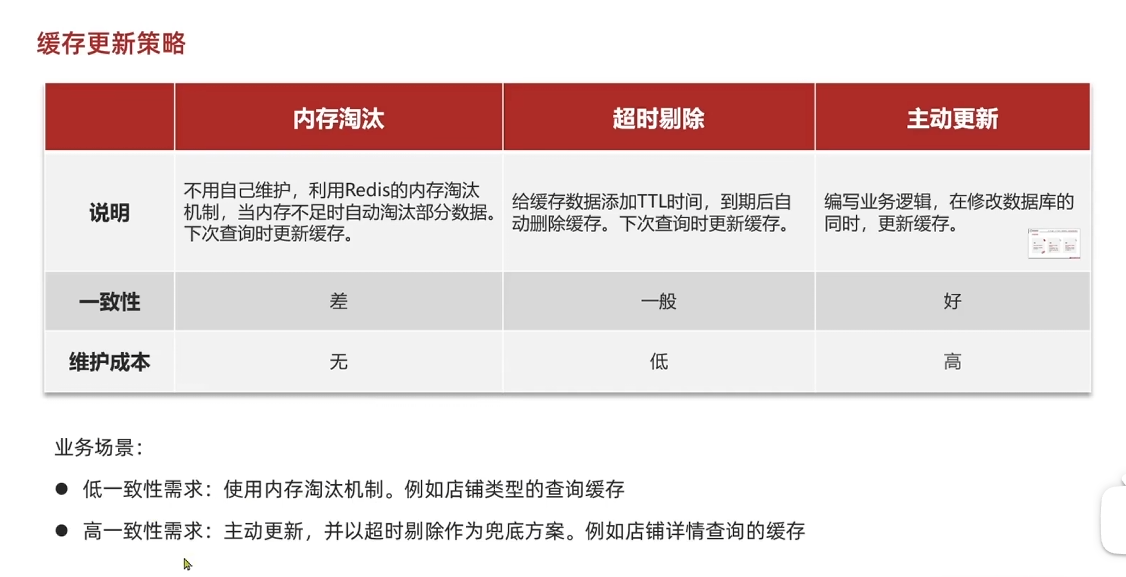 缓存更新策略
内存淘汰
超时剔除
主动更新
说明
不用自己维护，利用Redis的内存淘汰
机制，当内存不足时自动淘汰部分数据。
下次查询时更新缓存。
给缓存数据添加TTL时间，到期后自
动删除缓存。下次查询时更新缓存。
编写业务逻辑，在修改数据库的
同时，更新缓存。
一致性
差
一般
好
维护成本
无
低
高
业务场景：
● 低一致性需求：使用内存淘汰机制。例如店铺类型的查询缓存
● 高一致性需求：主动更新，并以超时剔除作为兜底方案。例如店铺详情查询的缓存